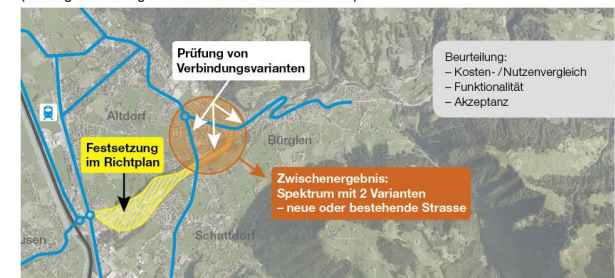 Prüfung von
Verbindungsvarianten
Beurteilung:
– Kosten-/Nutzenvergleich
– Funktionalität
– Akzeptanz
Altdorf
Bürglen
Festsetzung
im Richtplan
Zwischenergebnis:
Spektrum mit 2 Varianten
– neue oder bestehende Strasse
Schattdorf
usen